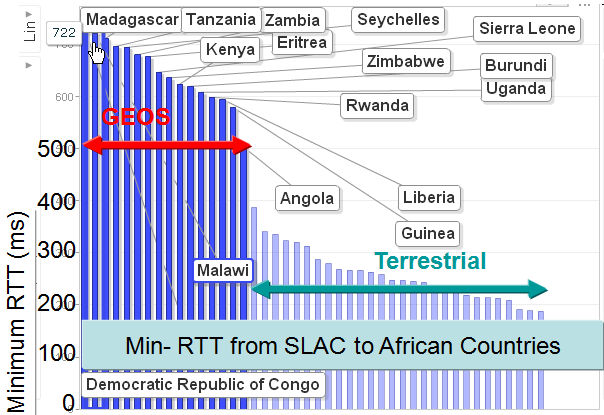 Lin
722
Madagascar
Tanzania
Zambia
Seychelles
Eritrea
Sierra Leone
Kenya
Zimbabwe
Burundi
Uganda
Rwanda
600
GEOS
500
Angola
Liberia
400
Guinea
300
Malawi
Terrestrial
200
Min- RTT from SLAC to African Countries
100
Democratic Republic of Congo
0
Minimum RTT (ms)